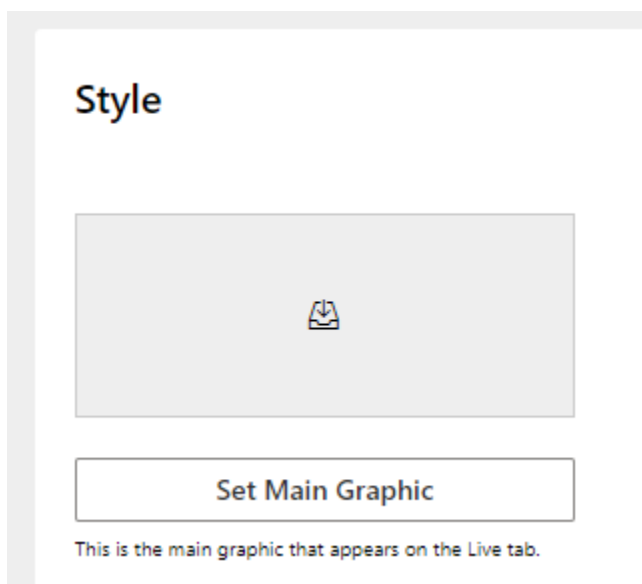 Style
Set Main Graphic
This is the main graphic that appears on the Live tab.